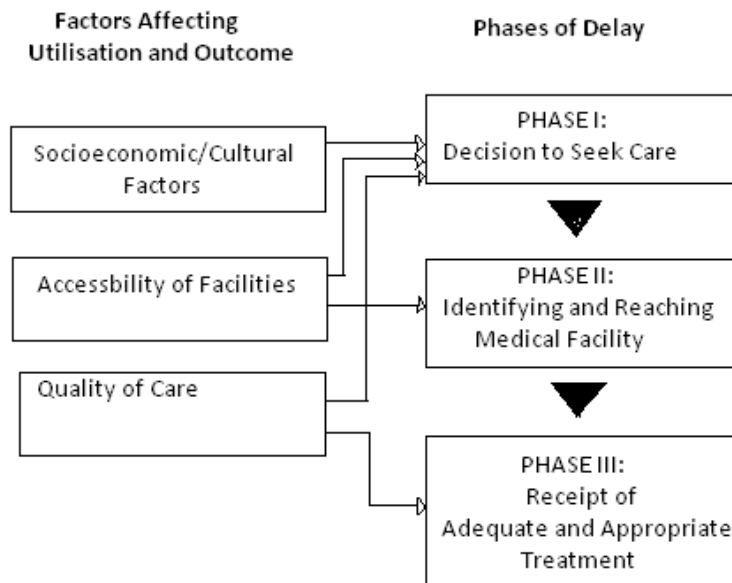 Factors Affecting
Utilisation and Outcome
Phases of Delay
Socioeconomic/Cultural
Factors
Accessbility of Facilities
Quality of Care
PHASE I:
Decision to Seek Care
PHASE II:
Identifying and Reaching
Medical Facility
PHASE III:
Receipt of
Adequate and Appropriate
Treatment